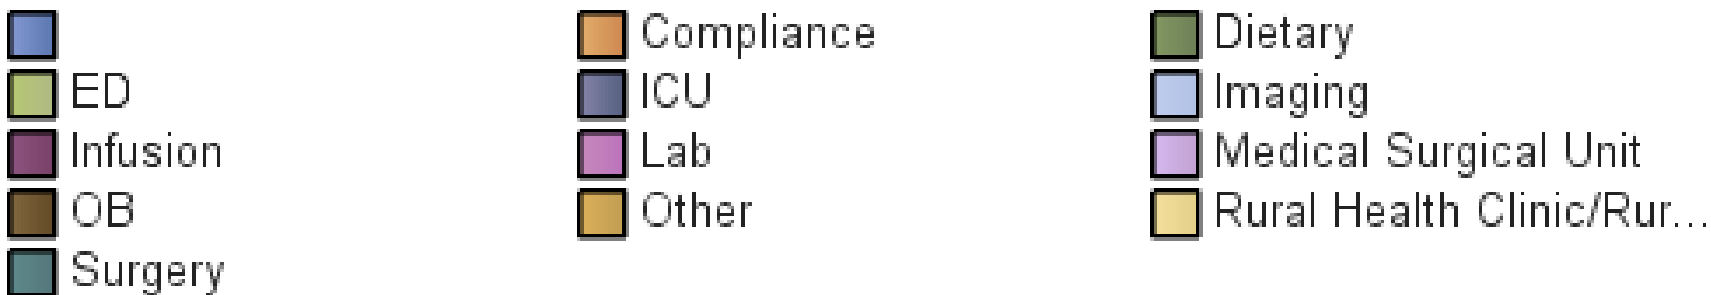 Compliance
Dietary
ED
ICU
Imaging
Infusion
Lab
Medical Surgical Unit
OB
Other
Rural Health Clinic/Rur...
Surgery